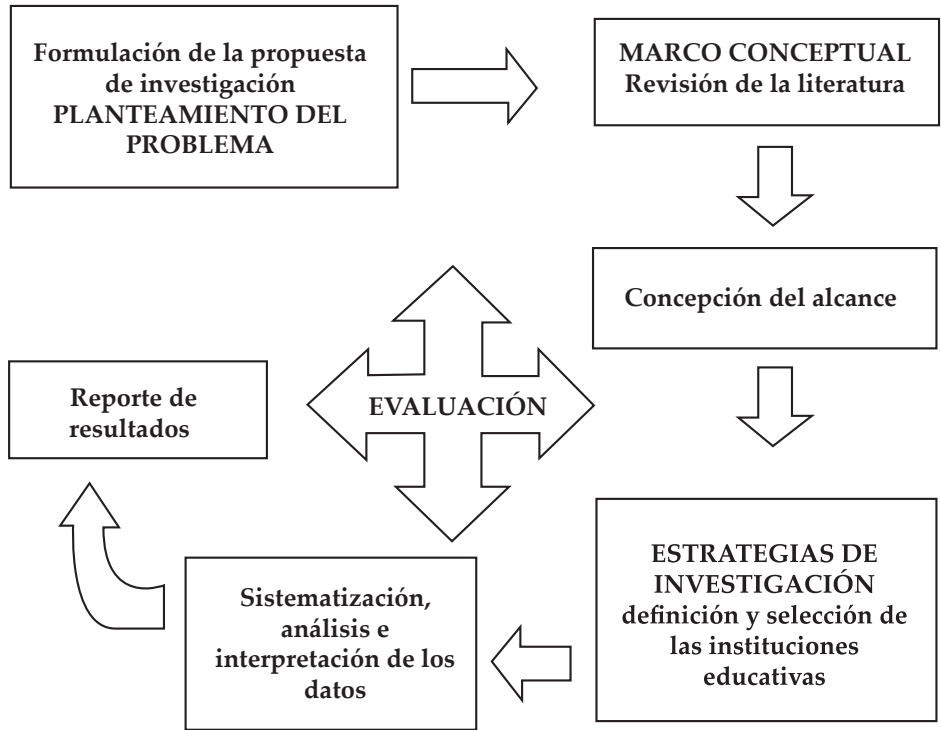 Formulación de la propuesta
de investigación
PLANTEAMIENTO DEL
PROBLEMA
MARCO CONCEPTUAL
Revisión de la literatura
Concepción del alcance
EVALUACIÓN
Reporte de
resultados
ESTRATEGIAS DE
INVESTIGACIÓN
definición y selección de
las instituciones
educativas
Sistematización,
análisis e
interpretación de los
datos